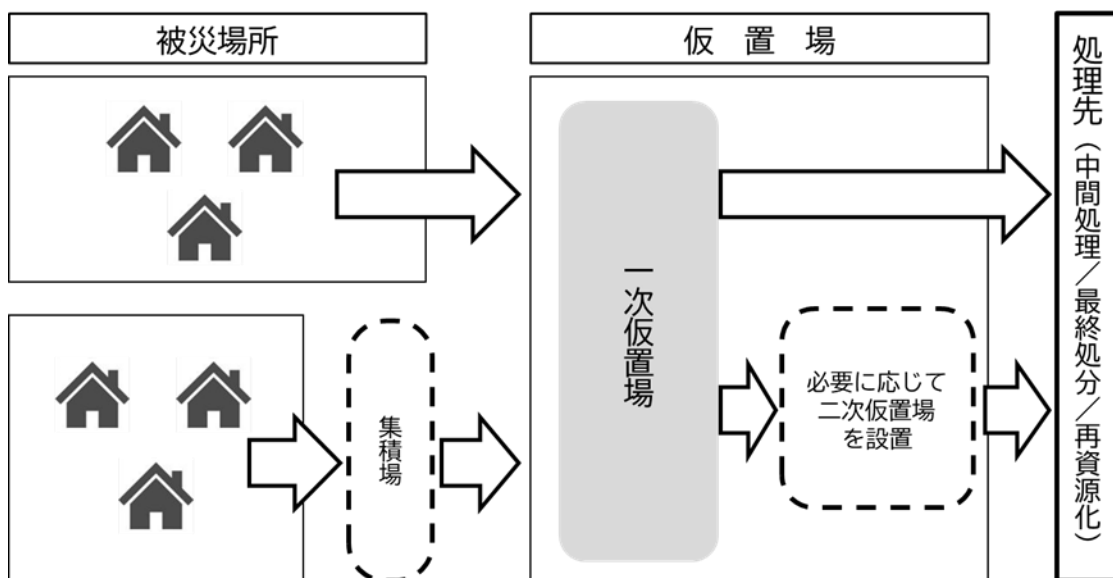 被災場所
仮置場
処理先（中間処理／最終処分／再資源化）
一次仮置場
集積場
必要に応じて
二次仮置場
を設置